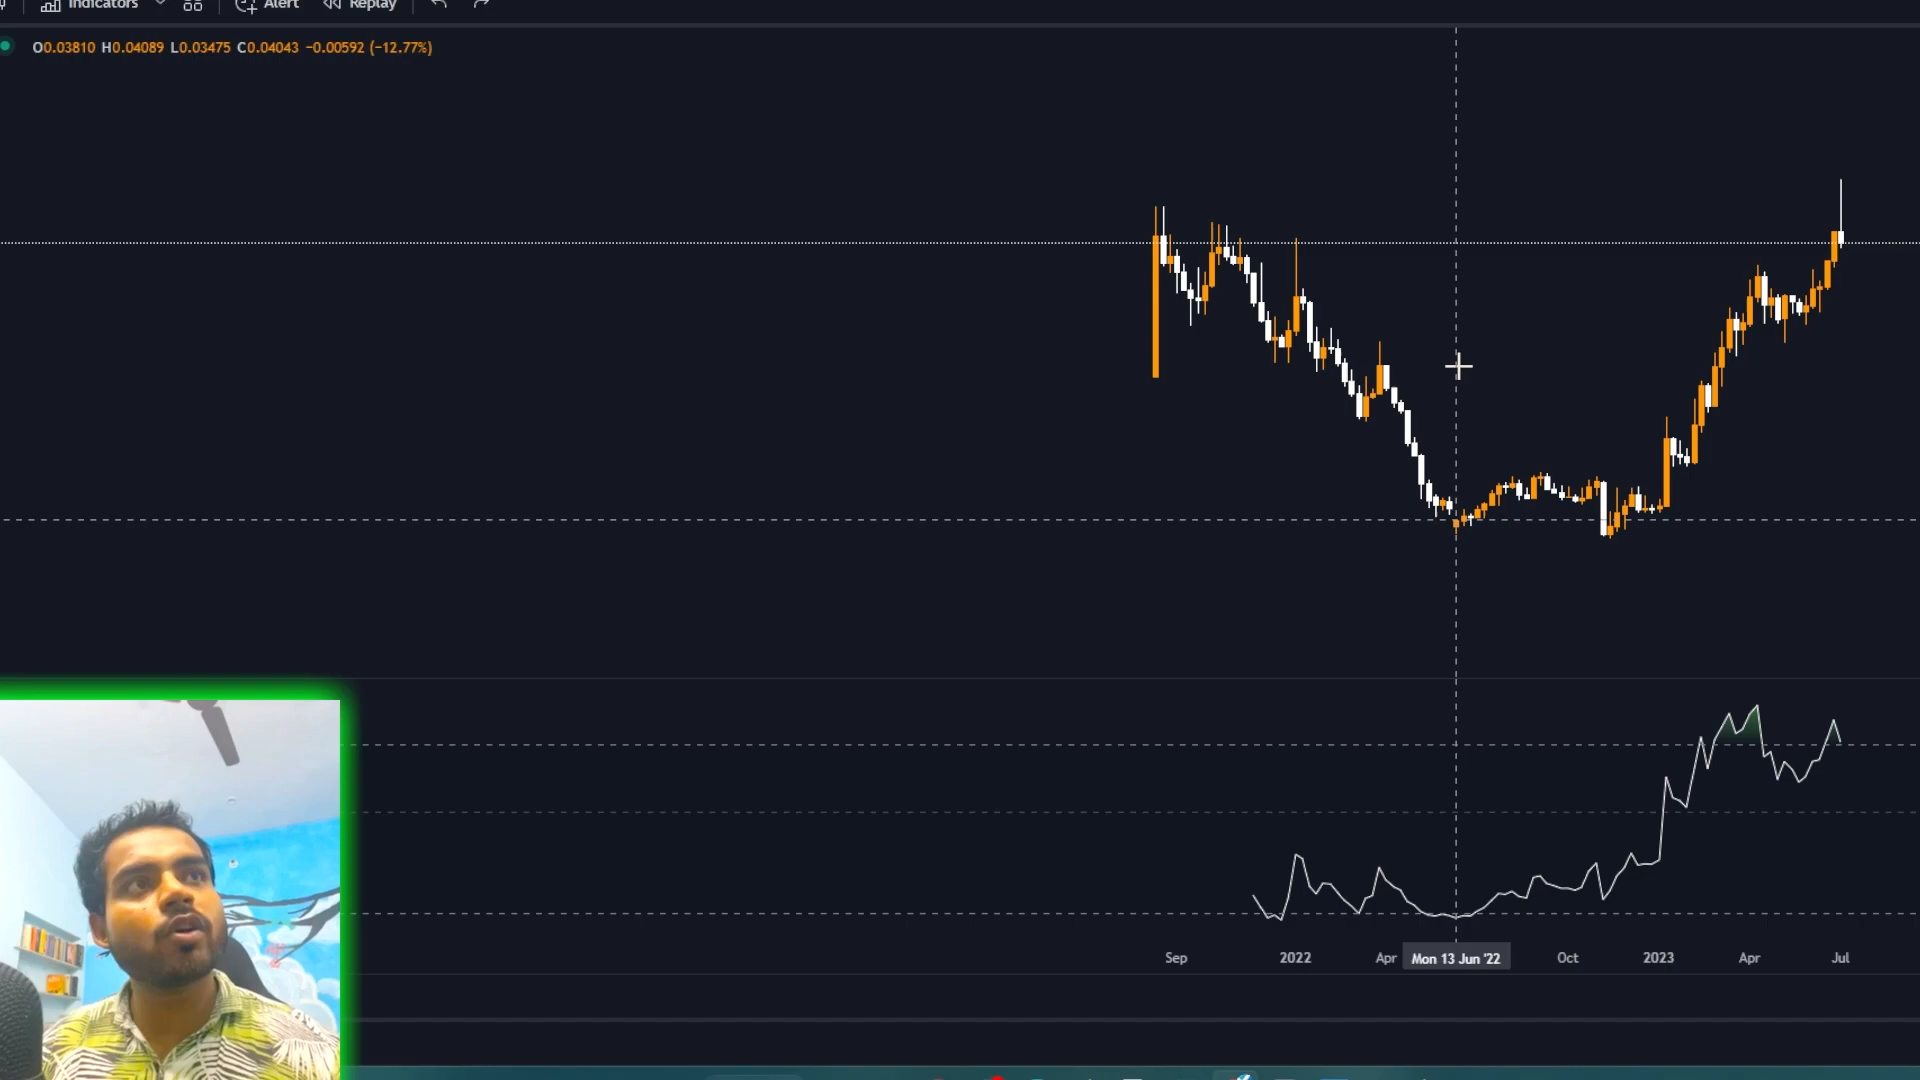 Indicators Alert Replay
O0.03810 H0.04089 L0.03475 C0.04043 −0.00592 (−12.77%)
Sep 2022 Apr Mon 13 Jun '22 Oct 2023 Apr Jul